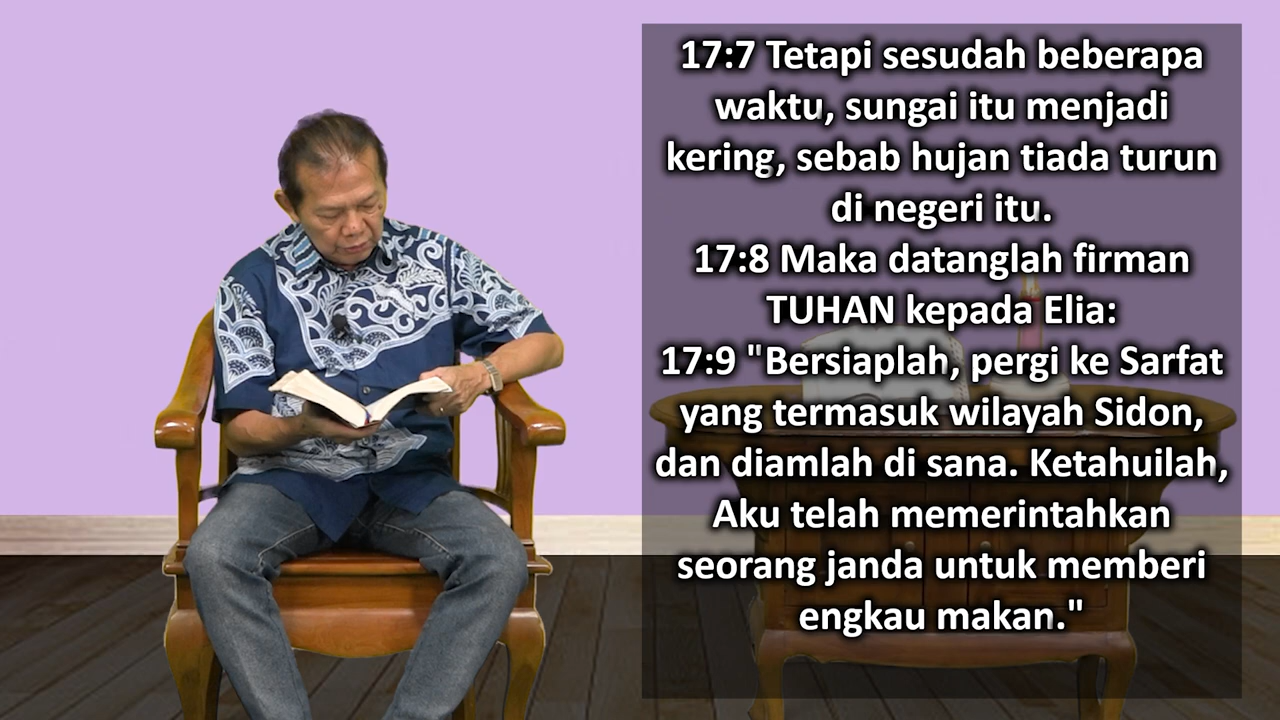 17:7 Tetapi sesudah beberapa
waktu, sungai itu menjadi
kering, sebab hujan tiada turun
di negeri itu.
17:8 Maka datanglah firman
TUHAN kepada Elia:
17:9 "Bersiaplah, pergi ke Sarfat
yang termasuk wilayah Sidon,
dan diamlah di sana. Ketahuilah,
Aku telah memerintahkan
seorang janda untuk memberi
engkau makan."